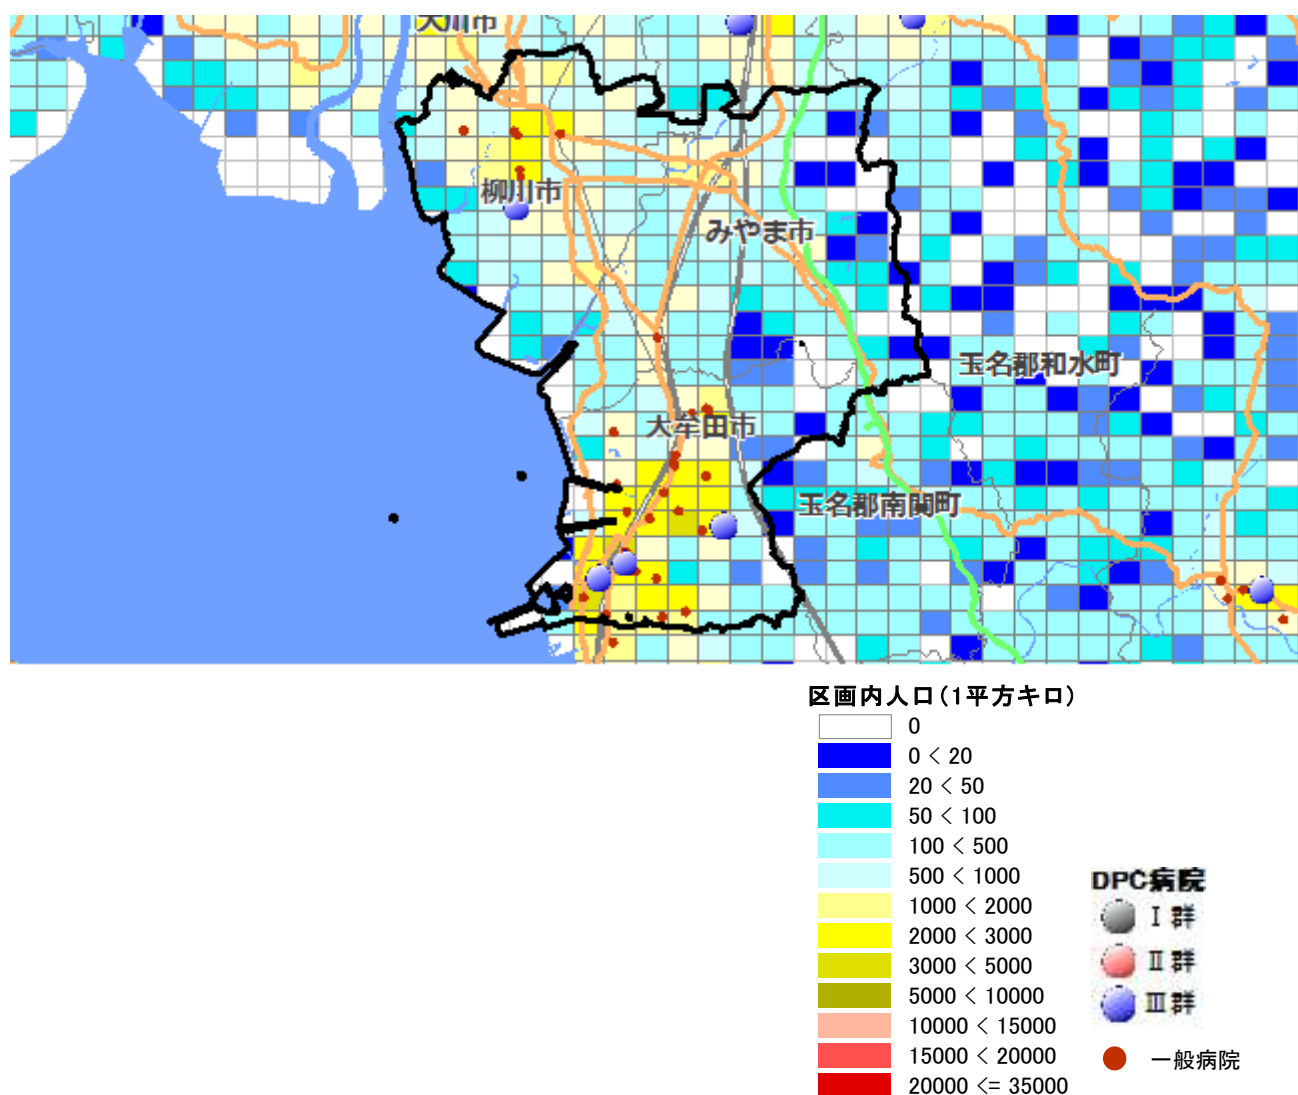 大川市
柳川市
みやま市
玉名郡和水町
大牟田市
玉名郡南関町
区画内人口(1平方キロ)
0
0 < 20
20 < 50
50 < 100
100 < 500
500 < 1000
1000 < 2000
2000 < 3000
3000 < 5000
5000 < 10000
10000 < 15000
15000 < 20000
20000 <= 35000
DPC病院
Ⅰ群
Ⅱ群
Ⅲ群
一般病院